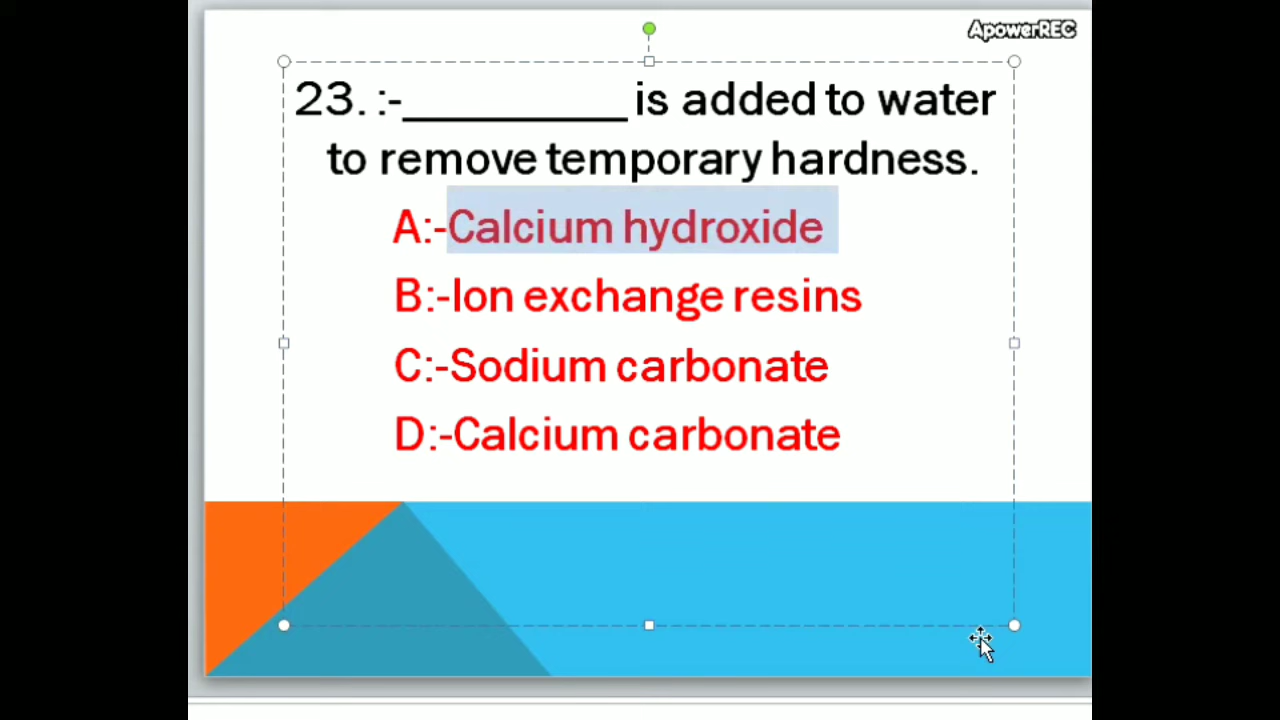 ApowerREC
23. :-__________ is added to water
to remove temporary hardness.
A:-Calcium hydroxide
B:-Ion exchange resins
C:-Sodium carbonate
D:-Calcium carbonate